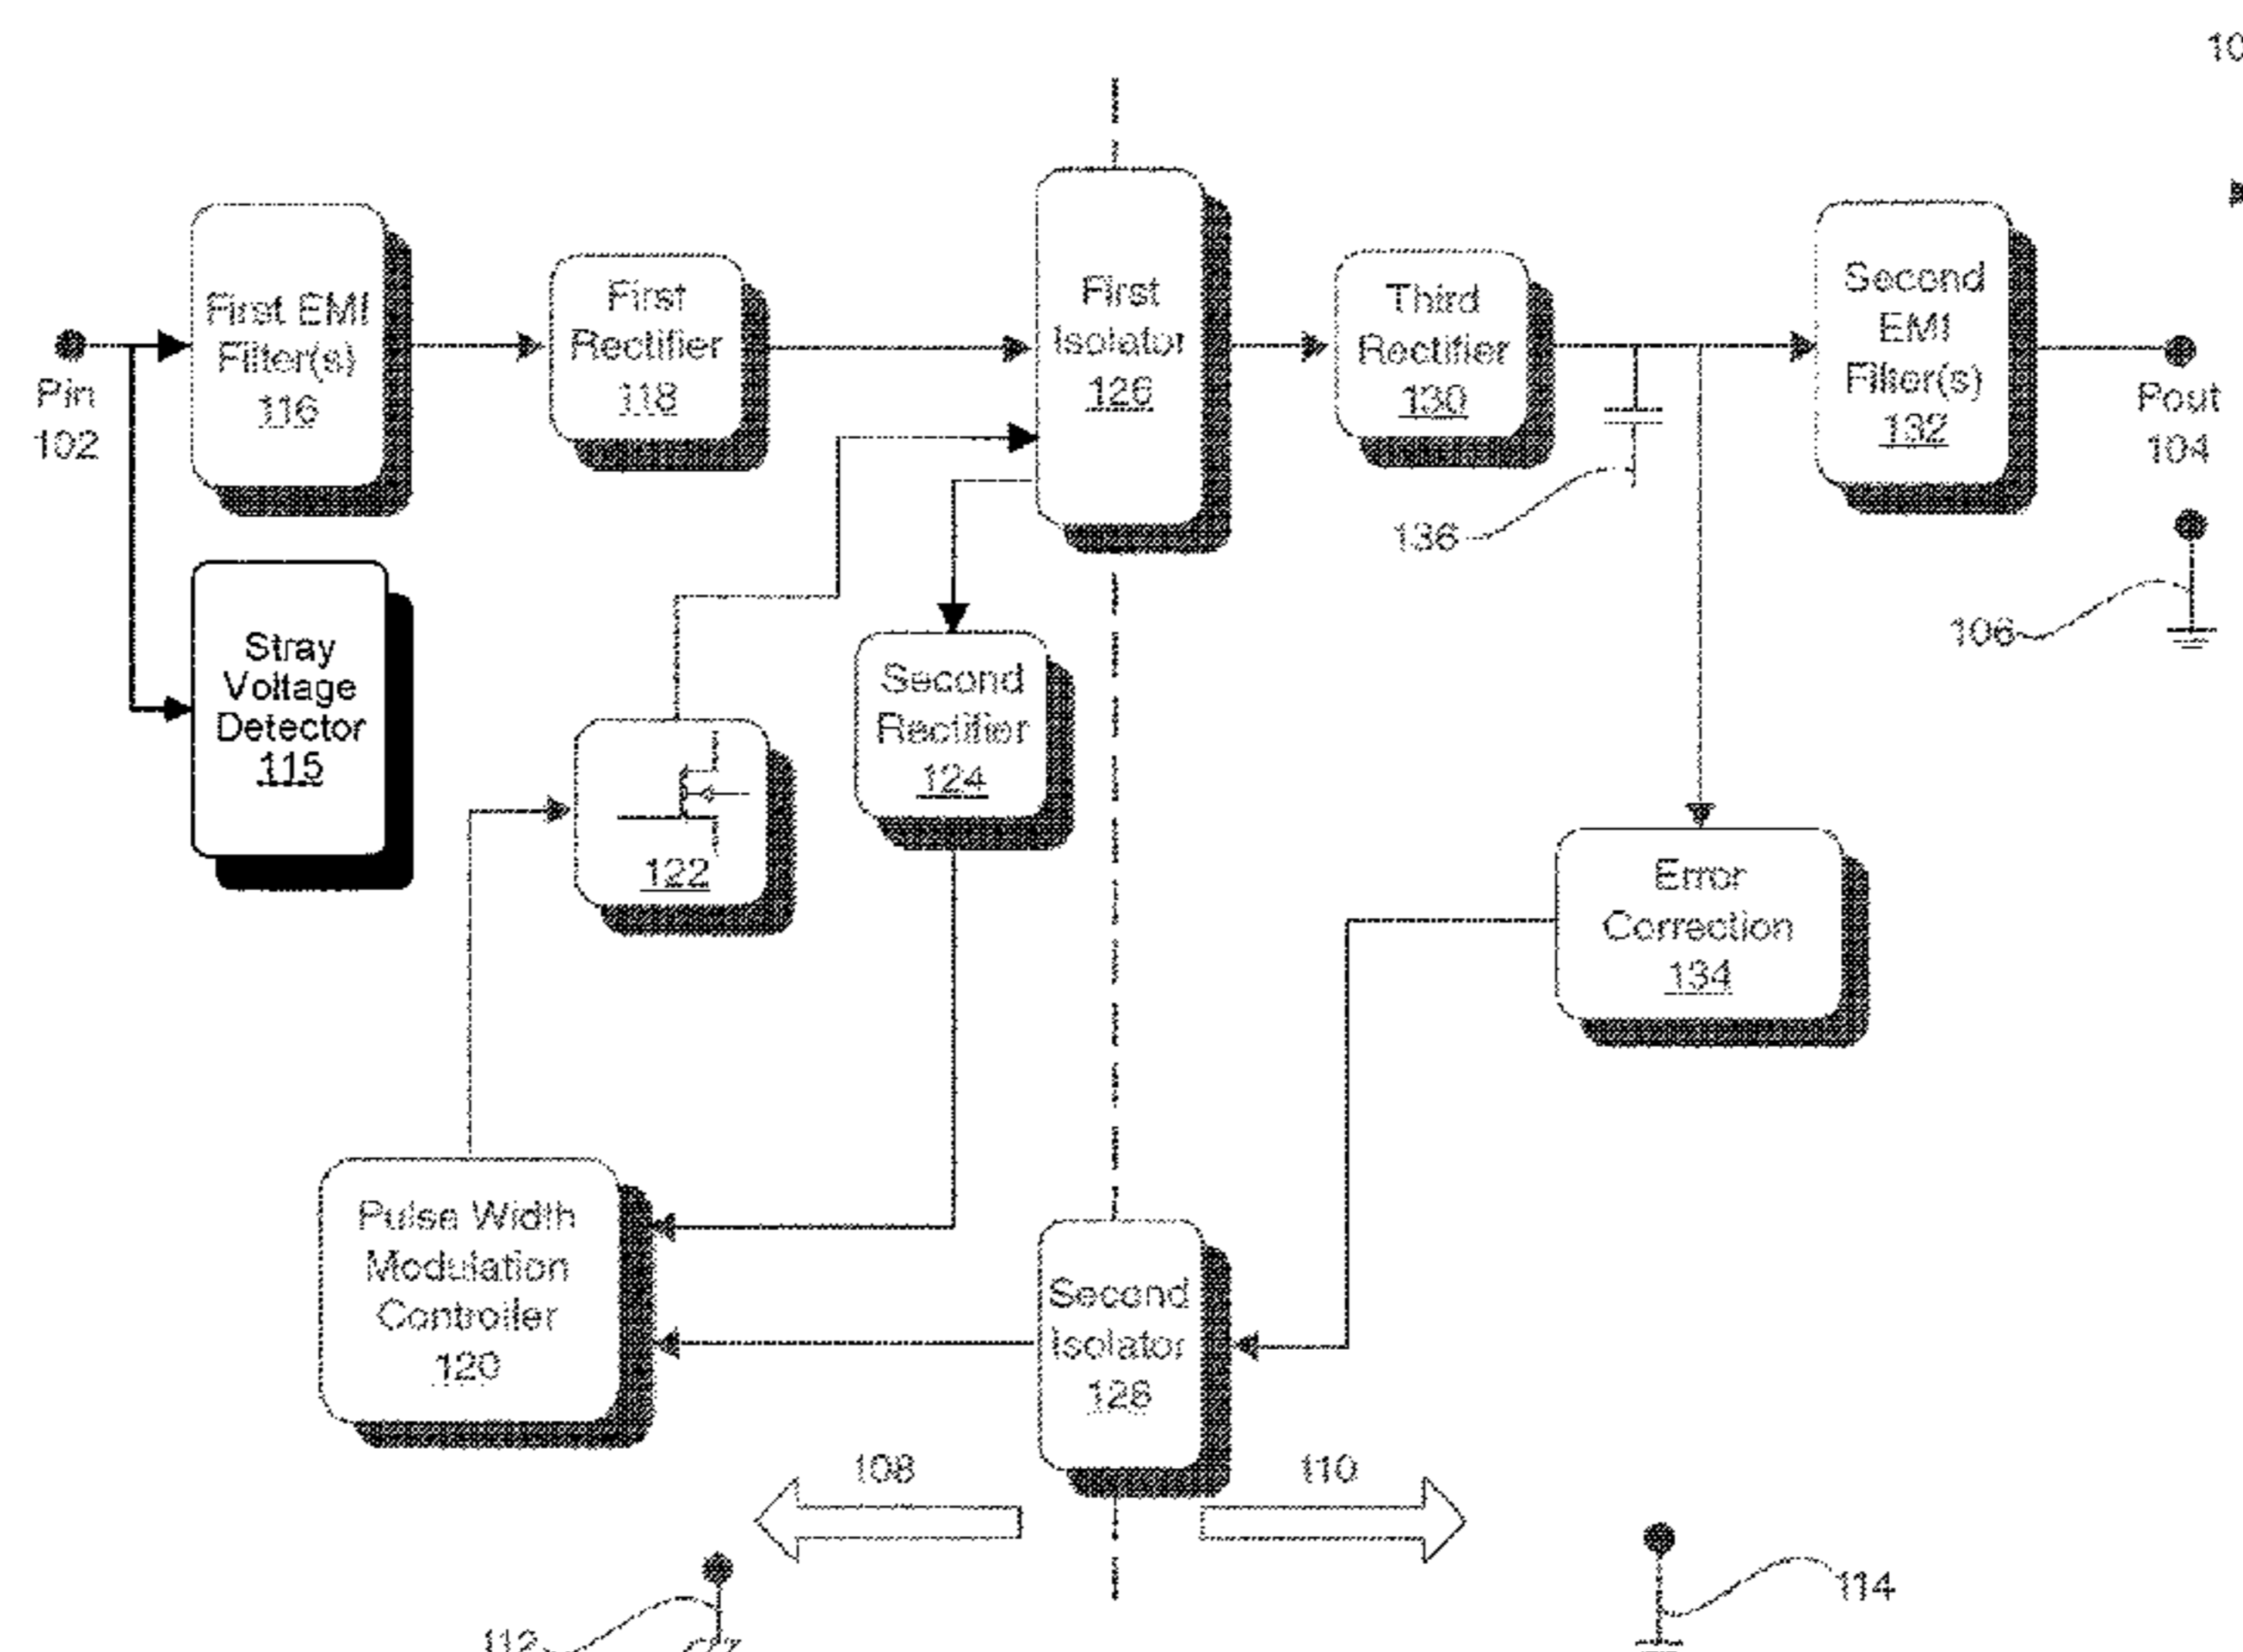 10
First EMI
Filter(s)
116
Pin
102
First
Rectifier
118
First
Isolator
126
Third
Rectifier
130
Second
EMI
Filter(s)
132
Pout
104
136
106
Stray
Voltage
Detector
115
122
Second
Rectifier
124
Error
Correction
134
Pulse Width
Modulation
Controller
120
Second
Isolator
128
108
110
112
114